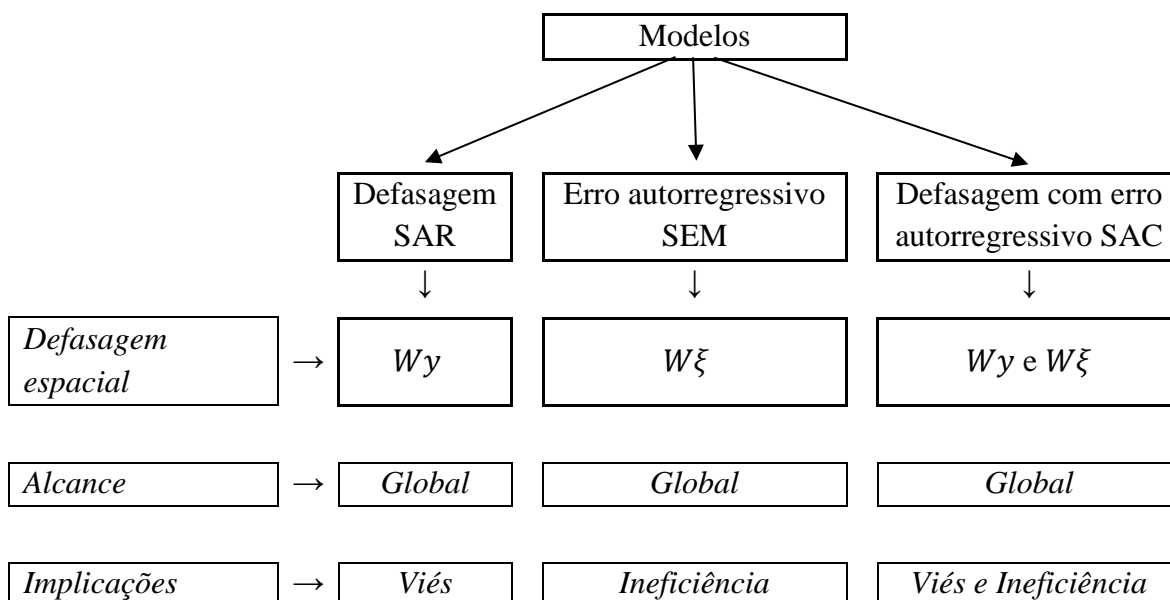 Modelos
Defasagem
SAR
Erro autorregressivo
SEM
Defasagem com erro
autorregressivo SAC
↓ ↓ ↓
Defasagem
espacial
→ Wy Wξ Wy e Wξ
Alcance → Global Global Global
Implicações → Viés Ineficiência Viés e Ineficiência